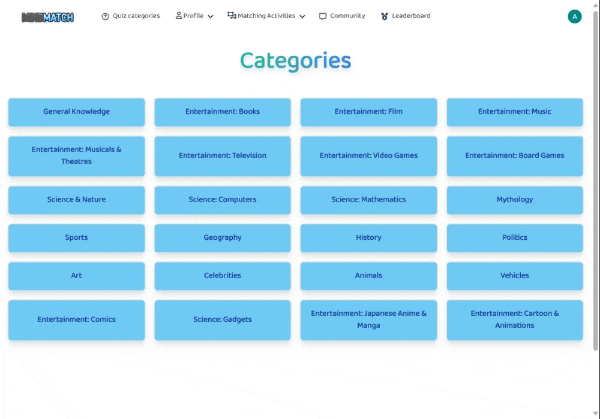 MINDMATCH
Quiz categories
Profile
Matching Activities
Community
Leaderboard
A
Categories
General Knowledge
Entertainment: Books
Entertainment: Film
Entertainment: Music
Entertainment: Musicals &
Theatres
Entertainment: Television
Entertainment: Video Games
Entertainment: Board Games
Science & Nature
Science: Computers
Science: Mathematics
Mythology
Sports
Geography
History
Politics
Art
Celebrities
Animals
Vehicles
Entertainment: Comics
Science: Gadgets
Entertainment: Japanese Anime &
Manga
Entertainment: Cartoon &
Animations